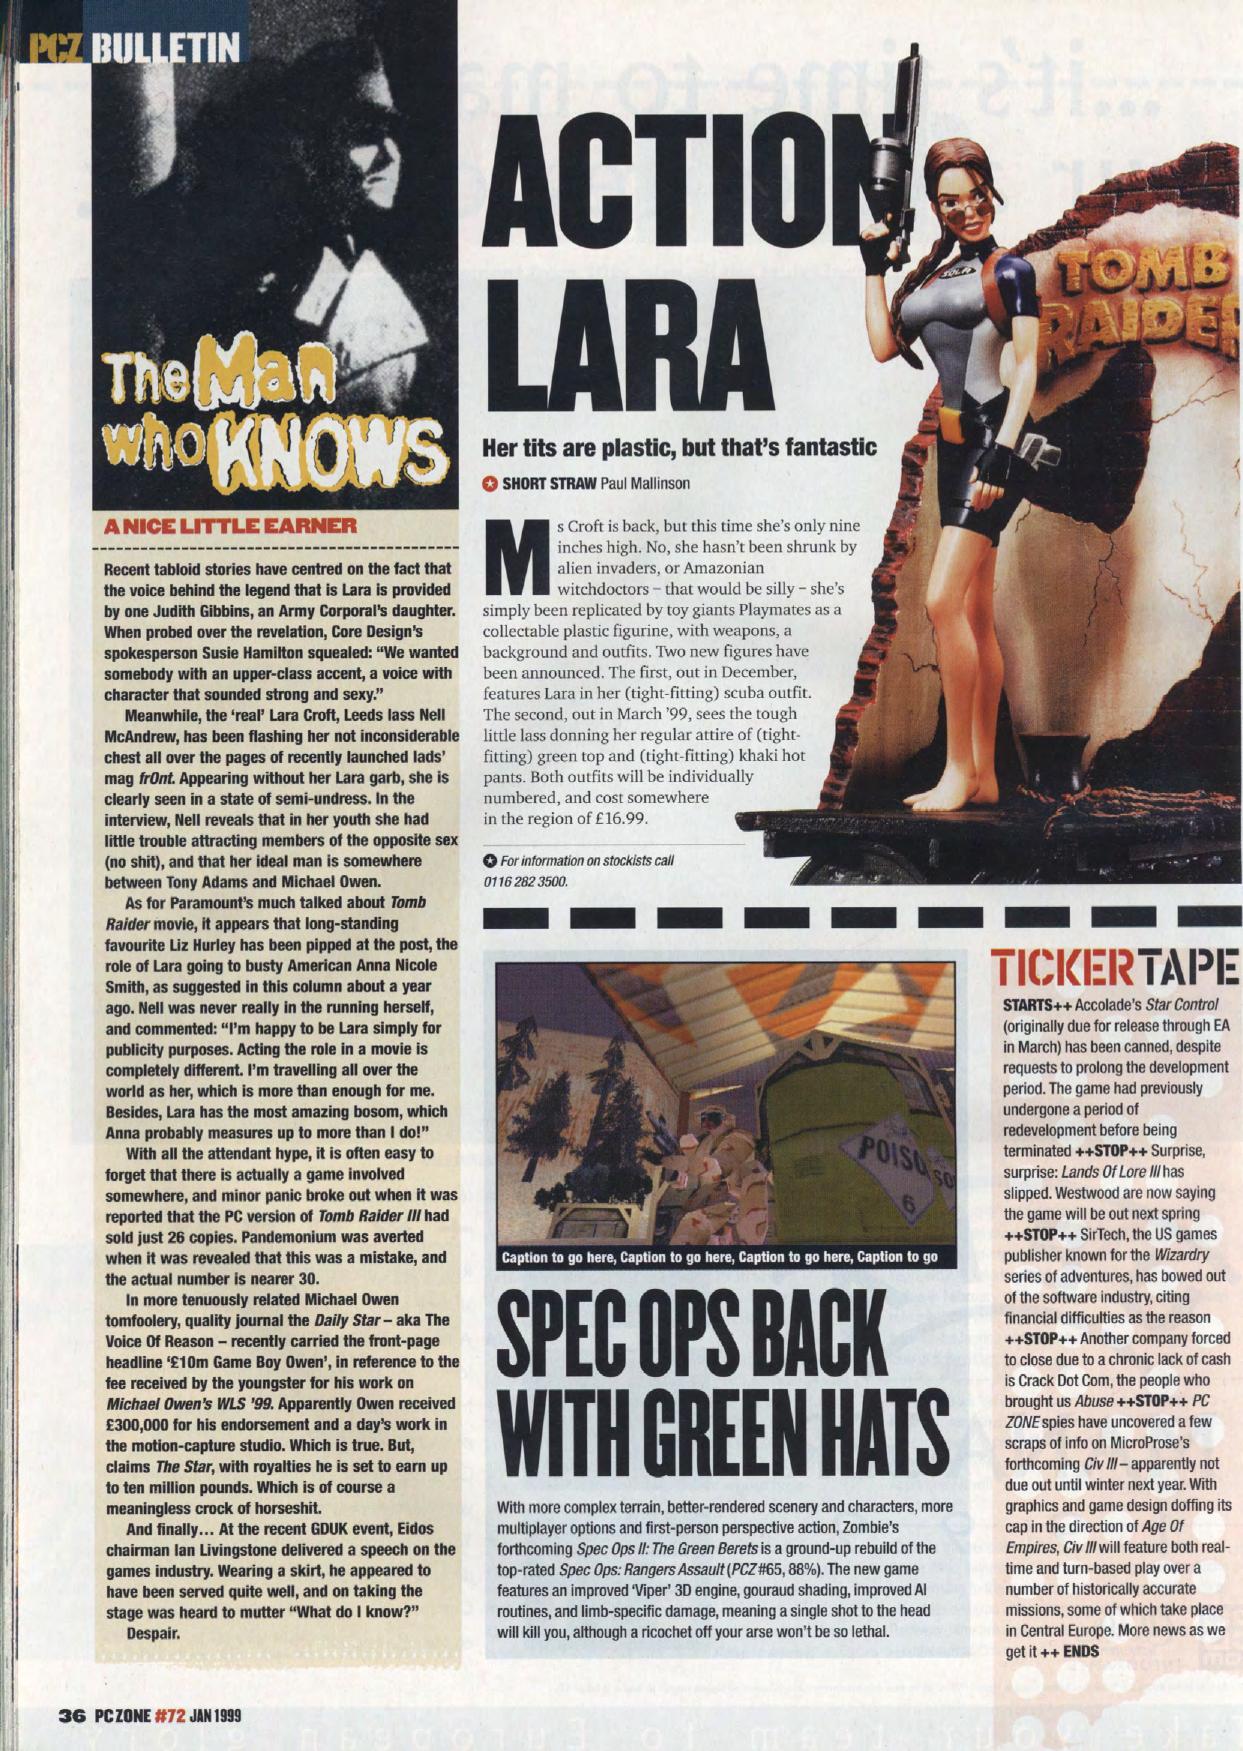 PCZ BULLETIN
The Man
who KNOWS
A NICE LITTLE EARNER
Recent tabloid stories have centred on the fact that
the voice behind the legend that is Lara is provided
by one Judith Gibbins, an Army Corporal's daughter.
When probed over the revelation, Core Design's
spokesperson Susie Hamilton squealed: “We wanted
somebody with an upper-class accent, a voice with
character that sounded strong and sexy.”
Meanwhile, the ‘real’ Lara Croft, Leeds lass Nell
McAndrew, has been flashing her not inconsiderable
chest all over the pages of recently launched lads’
mag fr0nt. Appearing without her Lara garb, she is
clearly seen in a state of semi-undress. In the
interview, Nell reveals that in her youth she had
little trouble attracting members of the opposite sex
(no shit), and that her ideal man is somewhere
between Tony Adams and Michael Owen.
As for Paramount's much talked about Tomb
Raider movie, it appears that long-standing
favourite Liz Hurley has been pipped at the post, the
role of Lara going to busty American Anna Nicole
Smith, as suggested in this column about a year
ago. Nell was never really in the running herself,
and commented: “I'm happy to be Lara simply for
publicity purposes. Acting the role in a movie is
completely different. I'm travelling all over the
world as her, which is more than enough for me.
Besides, Lara has the most amazing bosom, which
Anna probably measures up to more than I do!”
With all the attendant hype, it is often easy to
forget that there is actually a game involved
somewhere, and minor panic broke out when it was
reported that the PC version of Tomb Raider III had
sold just 26 copies. Pandemonium was averted
when it was revealed that this was a mistake, and
the actual number is nearer 30.
In more tenuously related Michael Owen
tomfoolery, quality journal the Daily Star – aka The
Voice Of Reason – recently carried the front-page
headline ‘£10m Game Boy Owen’, in reference to the
fee received by the youngster for his work on
Michael Owen's WLS '99. Apparently Owen received
£300,000 for his endorsement and a day's work in
the motion-capture studio. Which is true. But,
claims The Star, with royalties he is set to earn up
to ten million pounds. Which is of course a
meaningless crock of horseshit.
And finally... At the recent GDUK event, Eidos
chairman Ian Livingstone delivered a speech on the
games industry. Wearing a skirt, he appeared to
have been served quite well, and on taking the
stage was heard to mutter “What do I know?”
Despair.
ACTION
LARA
Her tits are plastic, but that's fantastic
SHORT STRAW Paul Mallinson
Ms Croft is back, but this time she's only nine
inches high. No, she hasn't been shrunk by
alien invaders, or Amazonian
witchdoctors – that would be silly – she's
simply been replicated by toy giants Playmates as a
collectable plastic figurine, with weapons, a
background and outfits. Two new figures have
been announced. The first, out in December,
features Lara in her (tight-fitting) scuba outfit.
The second, out in March '99, sees the tough
little lass donning her regular attire of (tight-
fitting) green top and (tight-fitting) khaki hot
pants. Both outfits will be individually
numbered, and cost somewhere
in the region of £16.99.
For information on stockists call
0116 282 3500.
SOLA
TOMB
RAIDER
POISO
6
SO
Caption to go here, Caption to go here, Caption to go here, Caption to go
SPEC OPS BACK
WITH GREEN HATS
With more complex terrain, better-rendered scenery and characters, more
multiplayer options and first-person perspective action, Zombie's
forthcoming Spec Ops II: The Green Berets is a ground-up rebuild of the
top-rated Spec Ops: Rangers Assault (PCZ #65, 88%). The new game
features an improved ‘Viper’ 3D engine, gouraud shading, improved AI
routines, and limb-specific damage, meaning a single shot to the head
will kill you, although a ricochet off your arse won't be so lethal.
TICKERTAPE
STARTS++ Accolade's Star Control
(originally due for release through EA
in March) has been canned, despite
requests to prolong the development
period. The game had previously
undergone a period of
redevelopment before being
terminated ++STOP++ Surprise,
surprise: Lands Of Lore III has
slipped. Westwood are now saying
the game will be out next spring
++STOP++ SirTech, the US games
publisher known for the Wizardry
series of adventures, has bowed out
of the software industry, citing
financial difficulties as the reason
++STOP++ Another company forced
to close due to a chronic lack of cash
is Crack Dot Com, the people who
brought us Abuse ++STOP++ PC
ZONE spies have uncovered a few
scraps of info on MicroProse's
forthcoming Civ III – apparently not
due out until winter next year. With
graphics and game design doffing its
cap in the direction of Age Of
Empires, Civ III will feature both real-
time and turn-based play over a
number of historically accurate
missions, some of which take place
in Central Europe. More news as we
get it ++ ENDS
36 PC ZONE #72 JAN 1999